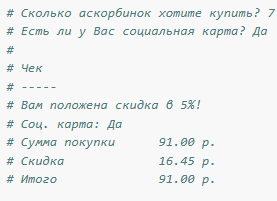 # Сколько аскорбинок хотите купить? 7
# Есть ли у Вас социальная карта? Да
#
# Чек
# -----
# Вам положена скидка в 5%!
# Соц. карта: Да
# Сумма покупки      91.00 р.
# Скидка             16.45 р.
# Итого              91.00 р.